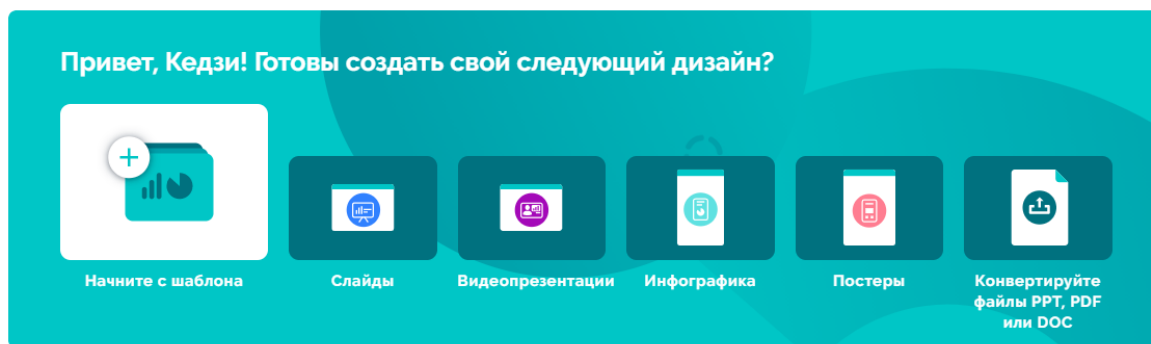 Привет, Кедзи! Готовы создать свой следующий дизайн?
Начните с шаблона
Слайды
Видеопрезентации
Инфографика
Постеры
Конвертируйте
файлы PPT, PDF
или DOC